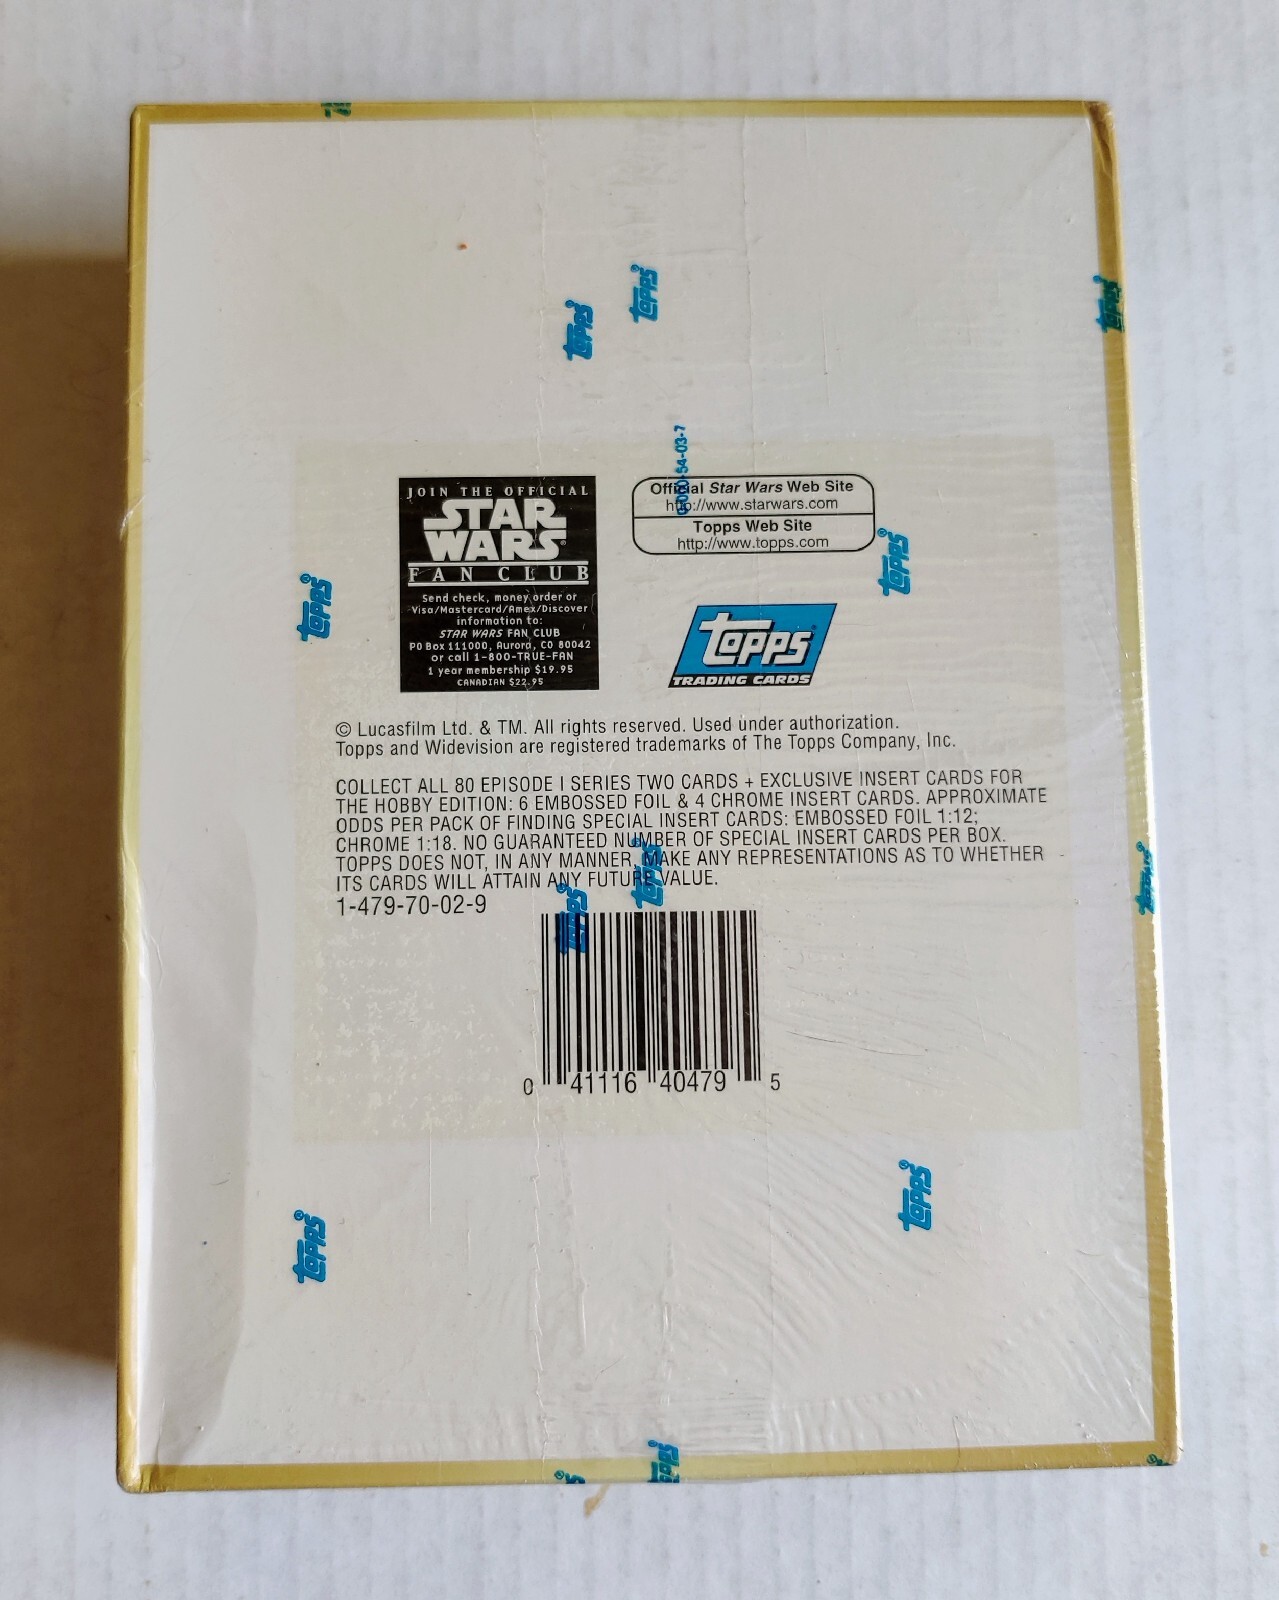 topps®
topps®
JOIN THE OFFICIAL
STAR
WARS®
FAN CLUB
Send check, money order or
Visa/Mastercard/Amex/Discover
information to:
STAR WARS FAN CLUB
PO Box 111000, Aurora, CO 80042
or call 1-800-TRUE-FAN
1 year membership $19.95
CANADIAN $22.95
54-03-7
Official Star Wars Web Site
http://www.starwars.com
Topps Web Site
http://www.topps.com
topps®
topps®
topps®
topps
TRADING CARDS
© Lucasfilm Ltd. & TM. All rights reserved. Used under authorization.
Topps and Widevision are registered trademarks of The Topps Company, Inc.
COLLECT ALL 80 EPISODE I SERIES TWO CARDS + EXCLUSIVE INSERT CARDS FOR
THE HOBBY EDITION: 6 EMBOSSED FOIL & 4 CHROME INSERT CARDS. APPROXIMATE
ODDS PER PACK OF FINDING SPECIAL INSERT CARDS: EMBOSSED FOIL 1:12;
CHROME 1:18. NO GUARANTEED NUMBER OF SPECIAL INSERT CARDS PER BOX.
TOPPS DOES NOT, IN ANY MANNER, MAKE ANY REPRESENTATIONS AS TO WHETHER
ITS CARDS WILL ATTAIN ANY FUTURE VALUE.
1-479-70-02-9
topps®
topps®
topps®
0 41116 40479 5
topps®
topps®
topps®